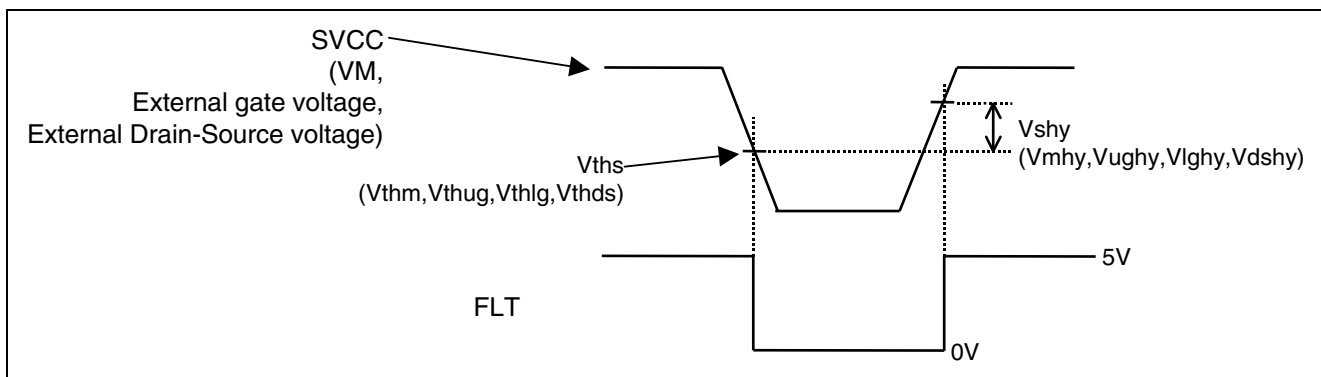 SVCC
(VM,
External gate voltage,
External Drain-Source voltage)
Vths
(Vthm,Vthug,Vthlg,Vthds)
Vshy
(Vmhy,Vughy,Vlghy,Vdshy)
5V
FLT
0V